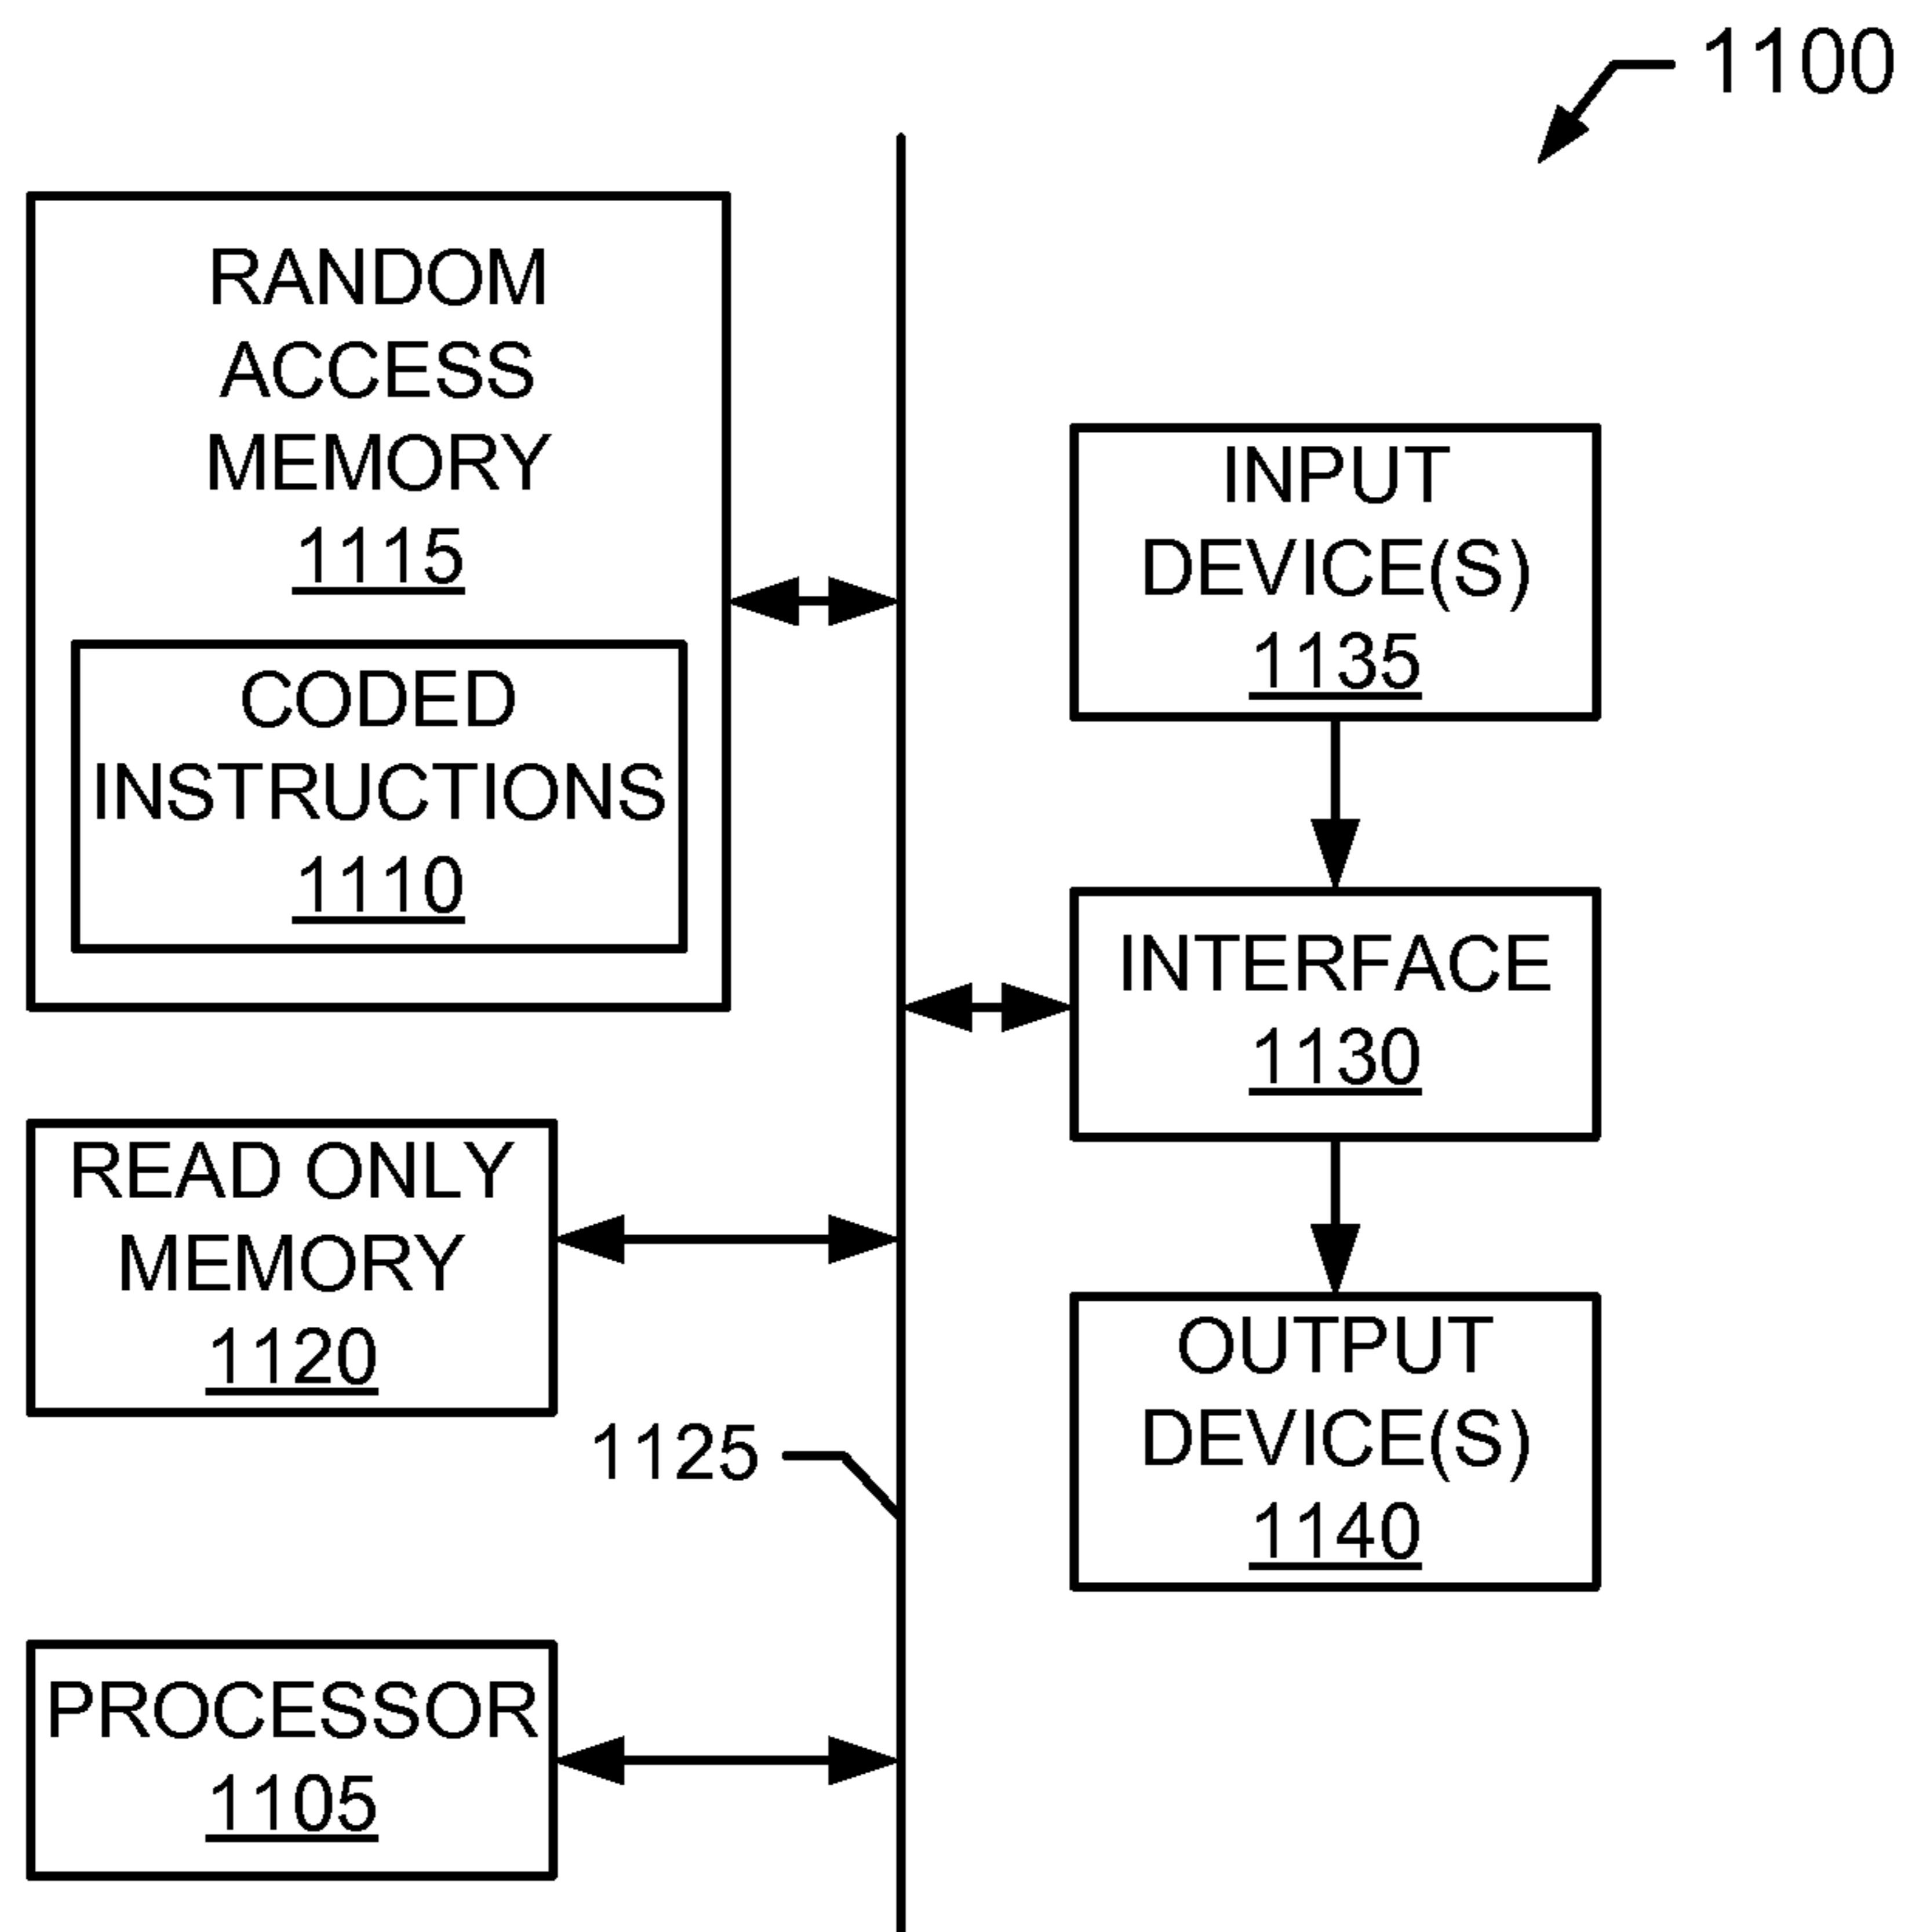 1100
RANDOM
ACCESS
MEMORY
1115
CODED
INSTRUCTIONS
1110
INPUT
DEVICE(S)
1135
INTERFACE
1130
READ ONLY
MEMORY
1120
1125
OUTPUT
DEVICE(S)
1140
PROCESSOR
1105